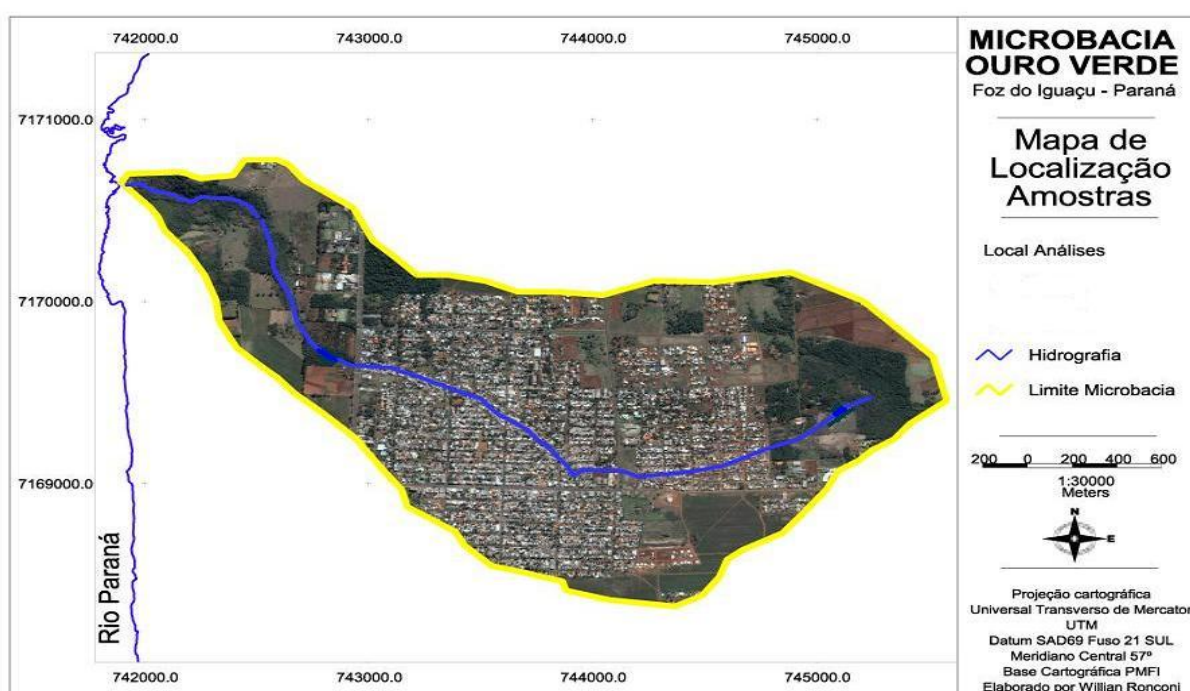 742000.0 743000.0 744000.0 745000.0
7171000.0
7170000.0
7169000.0
Rio Paraná
742000.0 743000.0 744000.0 745000.0
MICROBACIA
OURO VERDE
Foz do Iguaçu - Paraná
Mapa de
Localização
Amostras
Local Análises
Hidrografia
Limite Microbacia
200 0 200 400 600
1:30000
Meters
N
E
Projeção cartográfica
Universal Transverso de Mercator
UTM
Datum SAD69 Fuso 21 SUL
Meridiano Central 57º
Base Cartográfica PMFI
Elaborado por Willian Ronconi